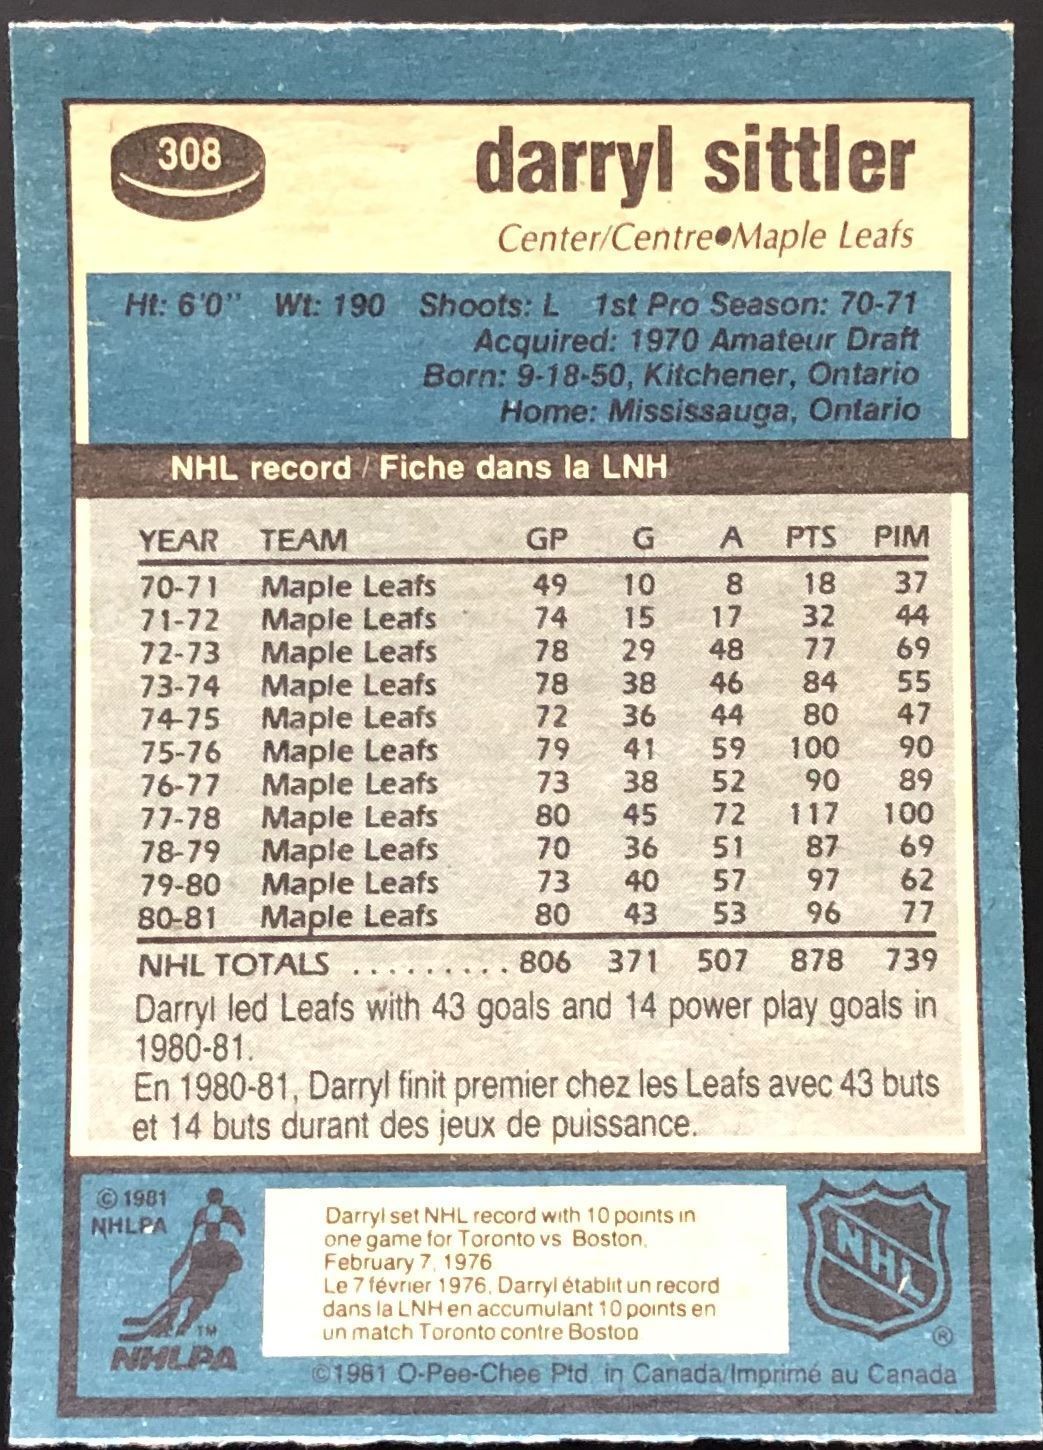 308
darryl sittler
Center/Centre●Maple Leafs
Ht: 6'0" Wt: 190 Shoots: L 1st Pro Season: 70-71
Acquired: 1970 Amateur Draft
Born: 9-18-50, Kitchener, Ontario
Home: Mississauga, Ontario
NHL record / Fiche dans la LNH
YEAR TEAM GP G A PTS PIM
70-71 Maple Leafs 49 10 8 18 37
71-72 Maple Leafs 74 15 17 32 44
72-73 Maple Leafs 78 29 48 77 69
73-74 Maple Leafs 78 38 46 84 55
74-75 Maple Leafs 72 36 44 80 47
75-76 Maple Leafs 79 41 59 100 90
76-77 Maple Leafs 73 38 52 90 89
77-78 Maple Leafs 80 45 72 117 100
78-79 Maple Leafs 70 36 51 87 69
79-80 Maple Leafs 73 40 57 97 62
80-81 Maple Leafs 80 43 53 96 77
NHL TOTALS ......... 806 371 507 878 739
Darryl led Leafs with 43 goals and 14 power play goals in
1980-81.
En 1980-81, Darryl finit premier chez les Leafs avec 43 buts
et 14 buts durant des jeux de puissance.
© 1981
NHLPA
TM
NHLPA
Darryl set NHL record with 10 points in
one game for Toronto vs Boston,
February 7, 1976
Le 7 février 1976, Darryl établit un record
dans la LNH en accumulant 10 points en
un match Toronto contre Boston
NHL
®
©1981 O-Pee-Chee Ptd. in Canada/Imprimé au Canada